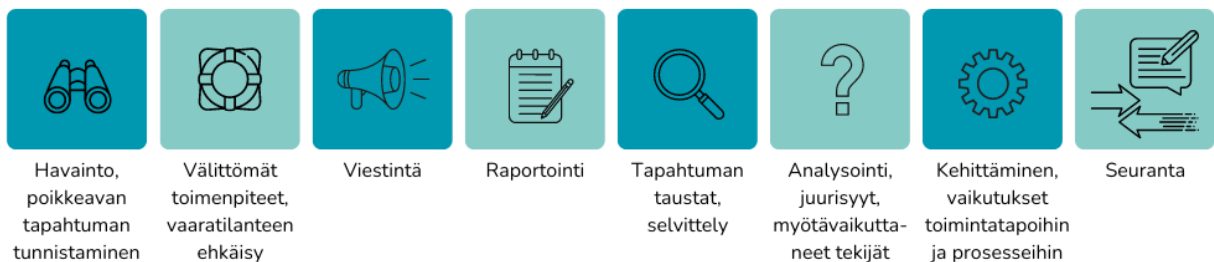 Havainto,
poikkeavan
tapahtuman
tunnistaminen
Välittömät
toimenpiteet,
vaaratilanteen
ehkäisy
Viestintä
Raportointi
Tapahtuman
taustat,
selvittely
Analysointi,
juurisyyt,
myötävaikutta-
neet tekijät
Kehittäminen,
vaikutukset
toimintatapoihin
ja prosesseihin
Seuranta